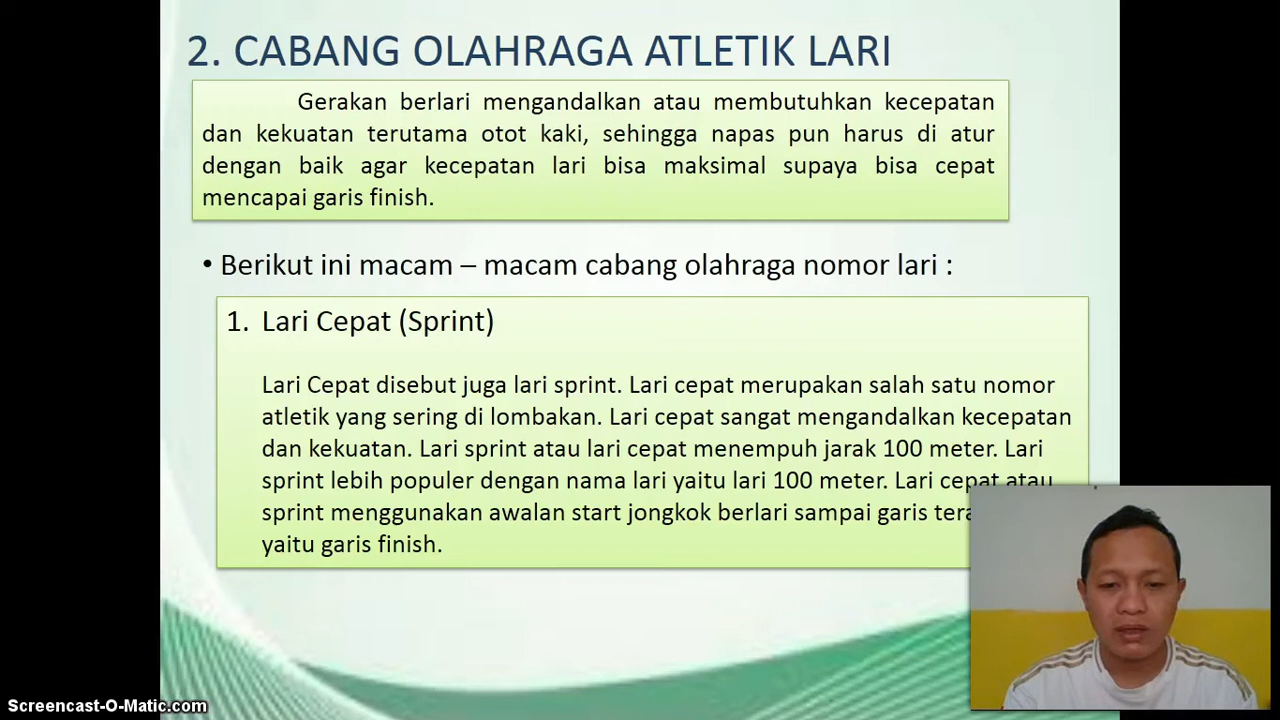 2. CABANG OLAHRAGA ATLETIK LARI
Gerakan berlari mengandalkan atau membutuhkan kecepatan
dan kekuatan terutama otot kaki, sehingga napas pun harus di atur
dengan baik agar kecepatan lari bisa maksimal supaya bisa cepat
mencapai garis finish.
• Berikut ini macam – macam cabang olahraga nomor lari :
1. Lari Cepat (Sprint)
Lari Cepat disebut juga lari sprint. Lari cepat merupakan salah satu nomor
atletik yang sering di lombakan. Lari cepat sangat mengandalkan kecepatan
dan kekuatan. Lari sprint atau lari cepat menempuh jarak 100 meter. Lari
sprint lebih populer dengan nama lari yaitu lari 100 meter. Lari cepat atau
sprint menggunakan awalan start jongkok berlari sampai garis
yaitu garis finish.
Screencast-O-Matic.com